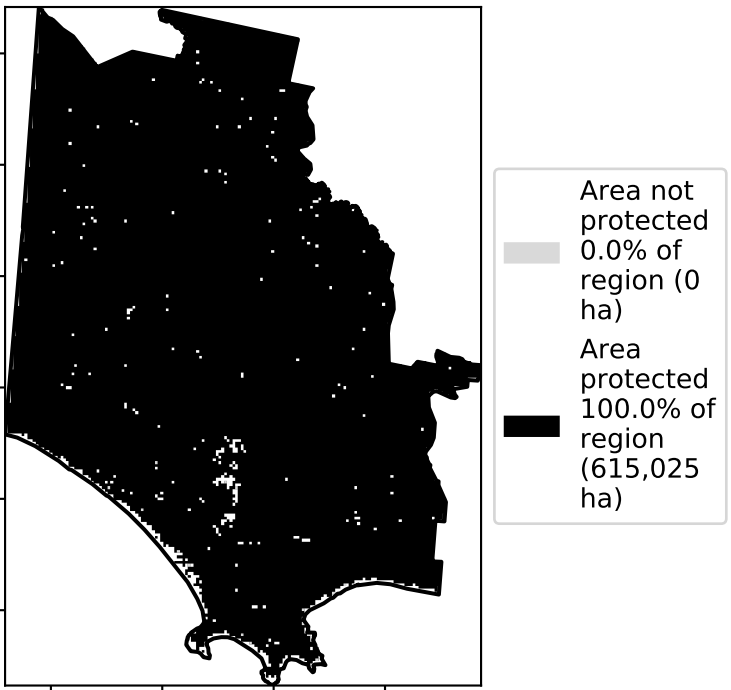 Area not
protected
0.0% of
region (0
ha)
Area
protected
100.0% of
region
(615,025
ha)